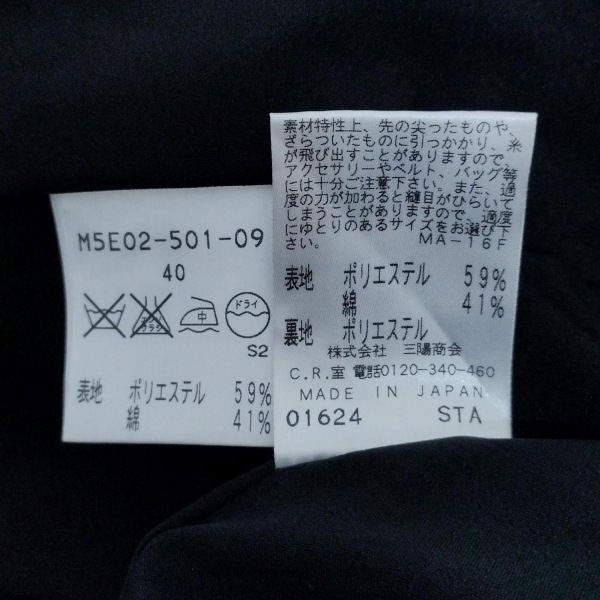 M5E02-501-09
40
エンソ
サラシ
中
ドライ
S2
表地 ポリエステル 59%
綿 41%
素材特性上、先の尖ったものや、
ざらついたものに引っかかり、糸
が飛び出すことがありますので、
アクセサリーやベルト、バッグ等
には十分ご注意下さい。また、過
度の力が加わると縫目がひらいて
しまうことがありますので、適度
にゆとりのあるサイズをお選び下
さい。 MA-16F
表地 ポリエステル 59%
綿 41%
裏地 ポリエステル
株式会社 三陽商会
C.R.室 電話0120-340-460
MADE IN JAPAN
01624 STA